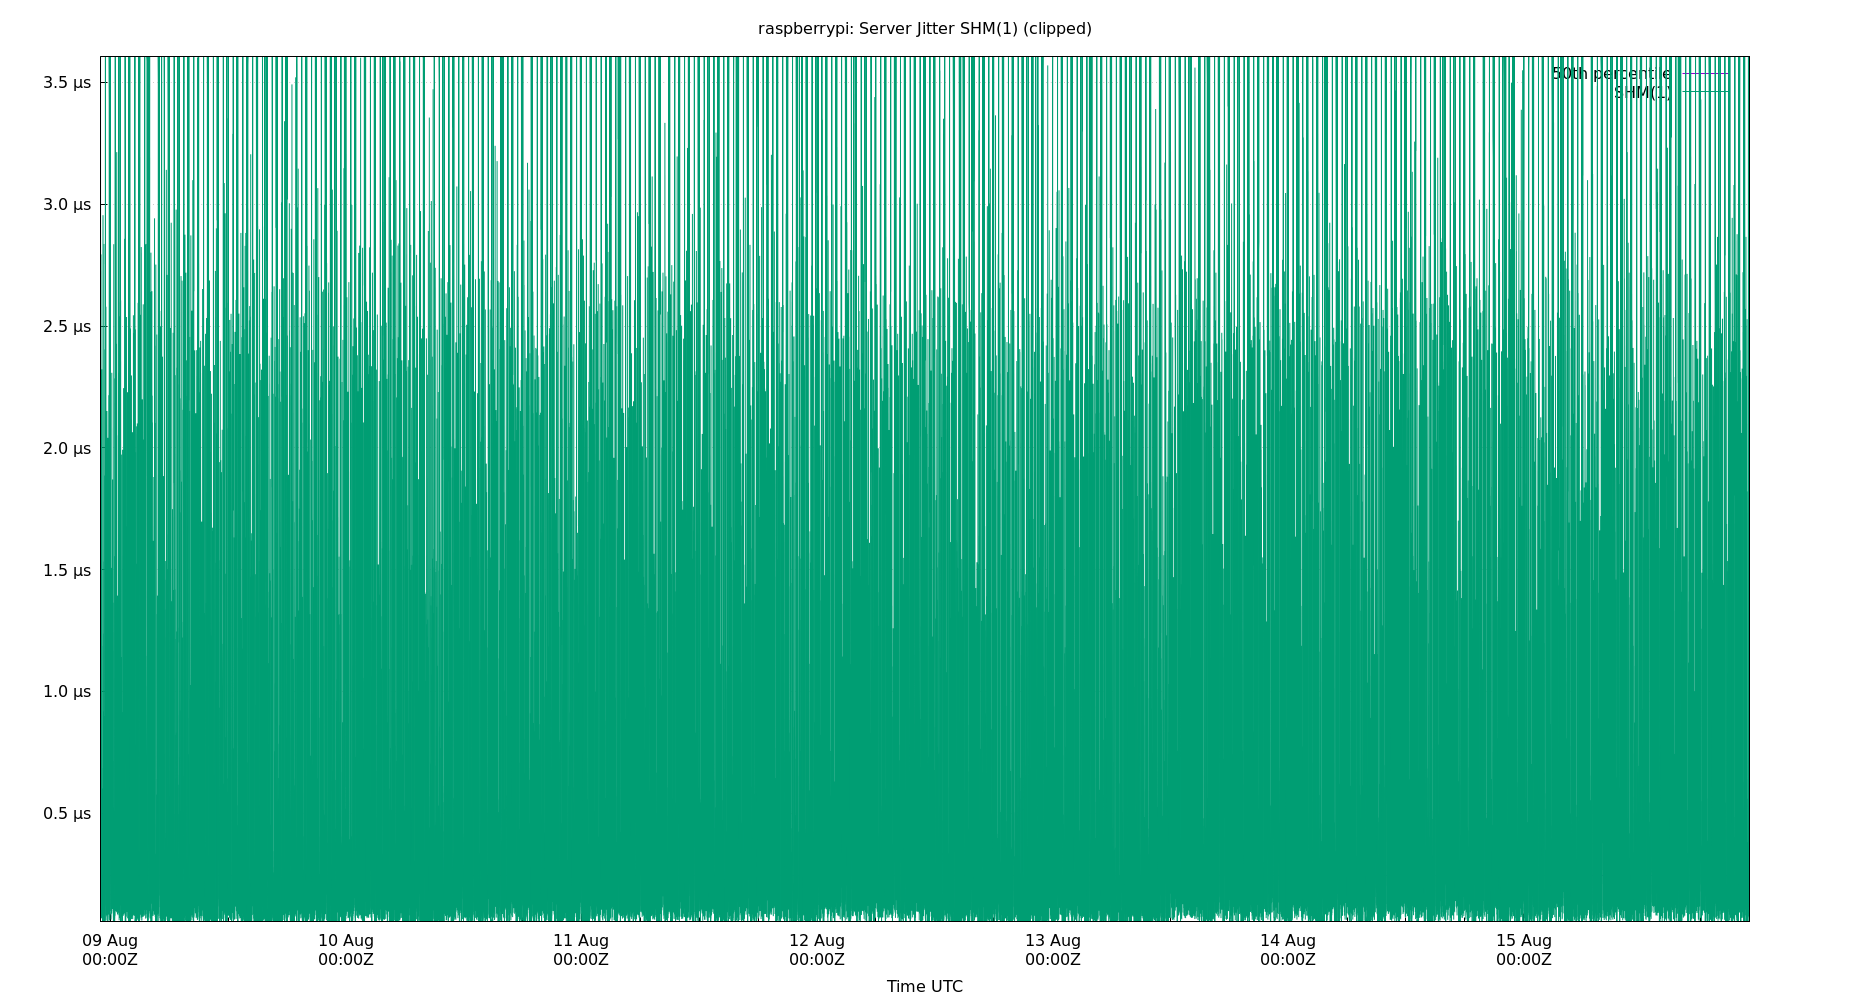 raspberrypi: Server Jitter SHM(1) (clipped)
3.5 μs
3.0 μs
2.5 μs
2.0 μs
1.5 μs
1.0 μs
0.5 μs
50th percentile
SHM(1)
09 Aug
00:00Z
10 Aug
00:00Z
11 Aug
00:00Z
12 Aug
00:00Z
13 Aug
00:00Z
14 Aug
00:00Z
15 Aug
00:00Z
Time UTC